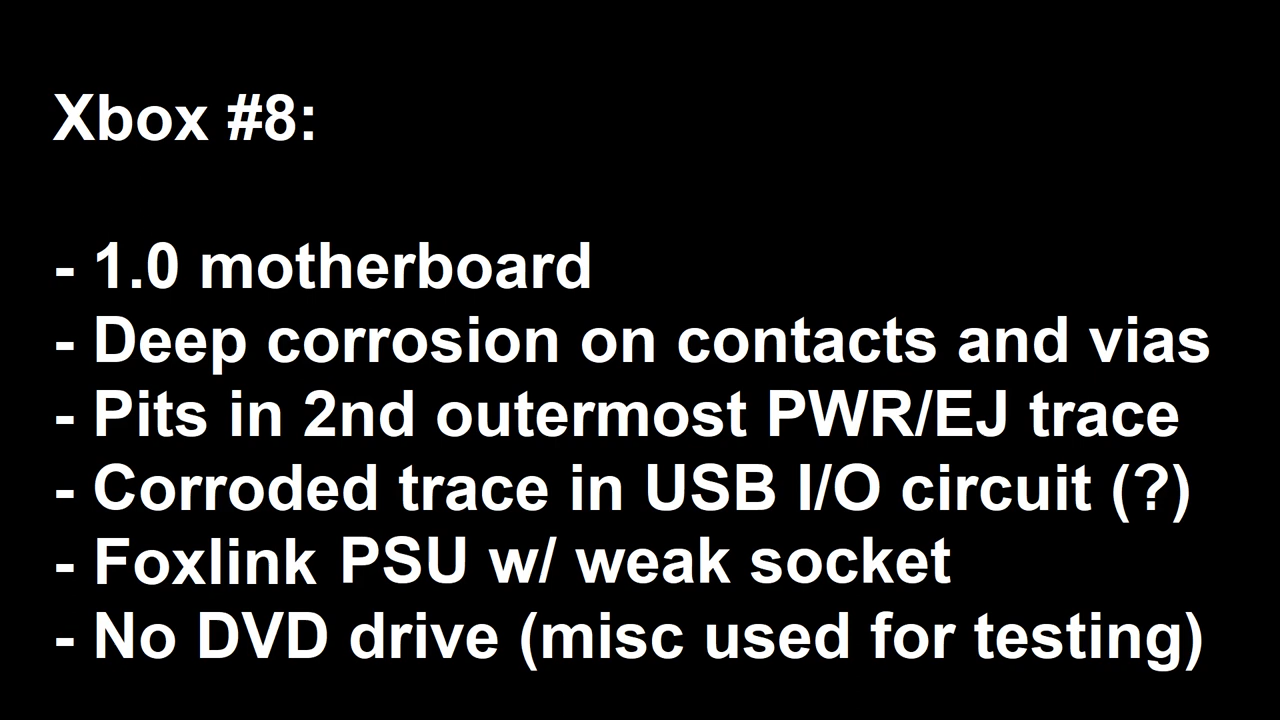 Xbox #8:
- 1.0 motherboard
- Deep corrosion on contacts and vias
- Pits in 2nd outermost PWR/EJ trace
- Corroded trace in USB I/O circuit (?)
- Foxlink PSU w/ weak socket
- No DVD drive (misc used for testing)